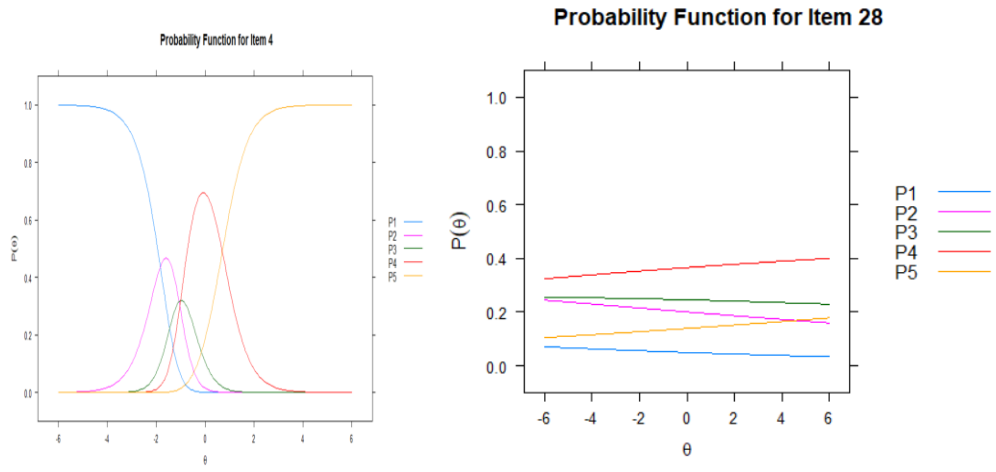 Probability Function for Item 4
1.0
0.8
0.6
0.4
0.2
0.0
P(θ)
-6 -4 -2 0 2 4 6
θ
P1
P2
P3
P4
P5
Probability Function for Item 28
1.0
0.8
0.6
0.4
0.2
0.0
P(θ)
-6 -4 -2 0 2 4 6
θ
P1
P2
P3
P4
P5